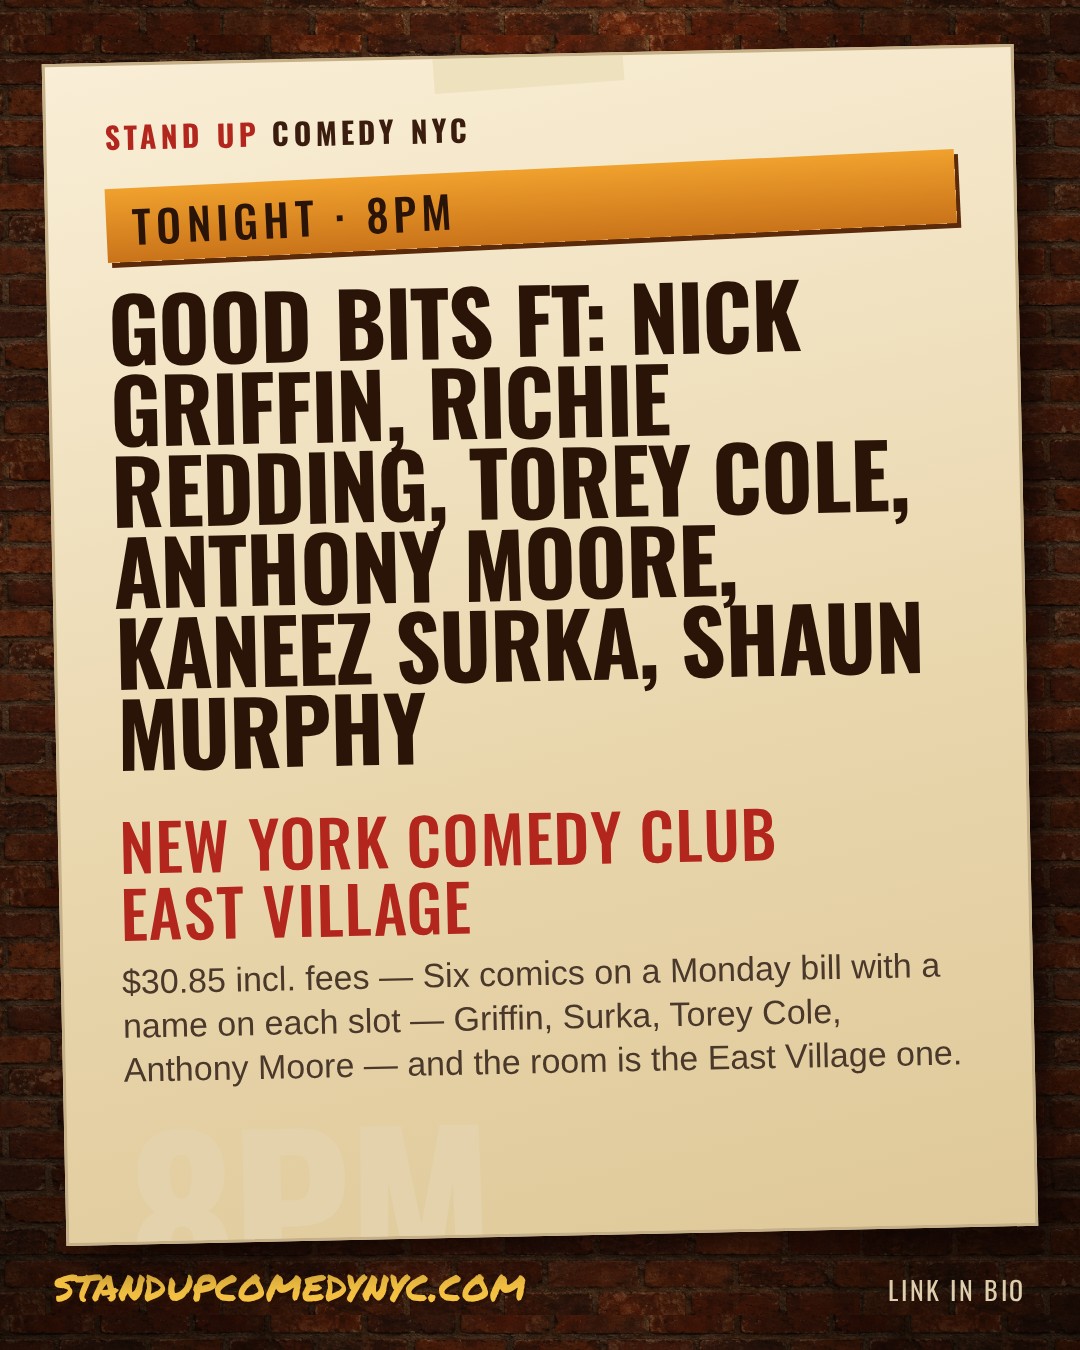 STAND UP COMEDY NYC
TONIGHT · 8PM
GOOD BITS FT: NICK
GRIFFIN, RICHIE
REDDING, TOREY COLE,
ANTHONY MOORE,
KANEEZ SURKA, SHAUN
MURPHY
NEW YORK COMEDY CLUB
EAST VILLAGE
$30.85 incl. fees — Six comics on a Monday bill with a
name on each slot — Griffin, Surka, Torey Cole,
Anthony Moore — and the room is the East Village one.
8PM
STANDUPCOMEDYNYC.COM
LINK IN BIO